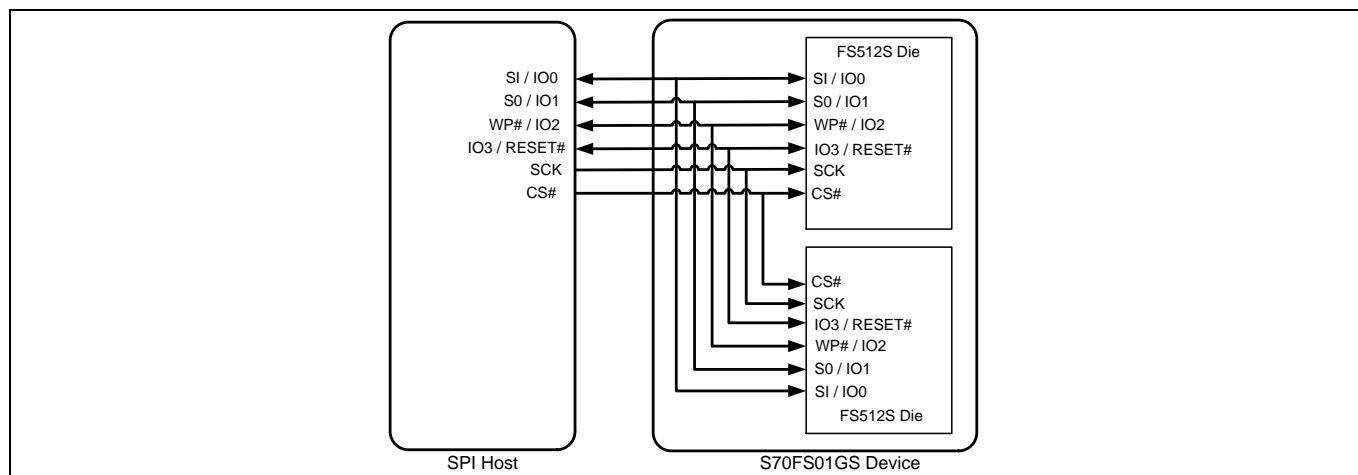 FS512S Die
SI / IO0
S0 / IO1
WP# / IO2
IO3 / RESET#
SCK
CS#
SI / IO0
S0 / IO1
WP# / IO2
IO3 / RESET#
SCK
CS#
CS#
SCK
IO3 / RESET#
WP# / IO2
S0 / IO1
SI / IO0
FS512S Die
SPI Host
S70FS01GS Device